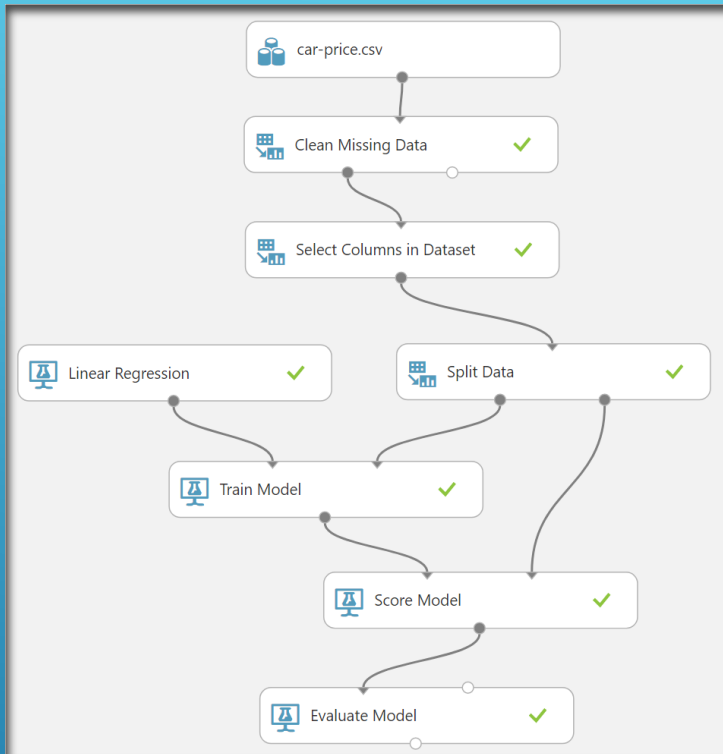 car-price.csv
Clean Missing Data
Select Columns in Dataset
Linear Regression
Split Data
Train Model
Score Model
Evaluate Model